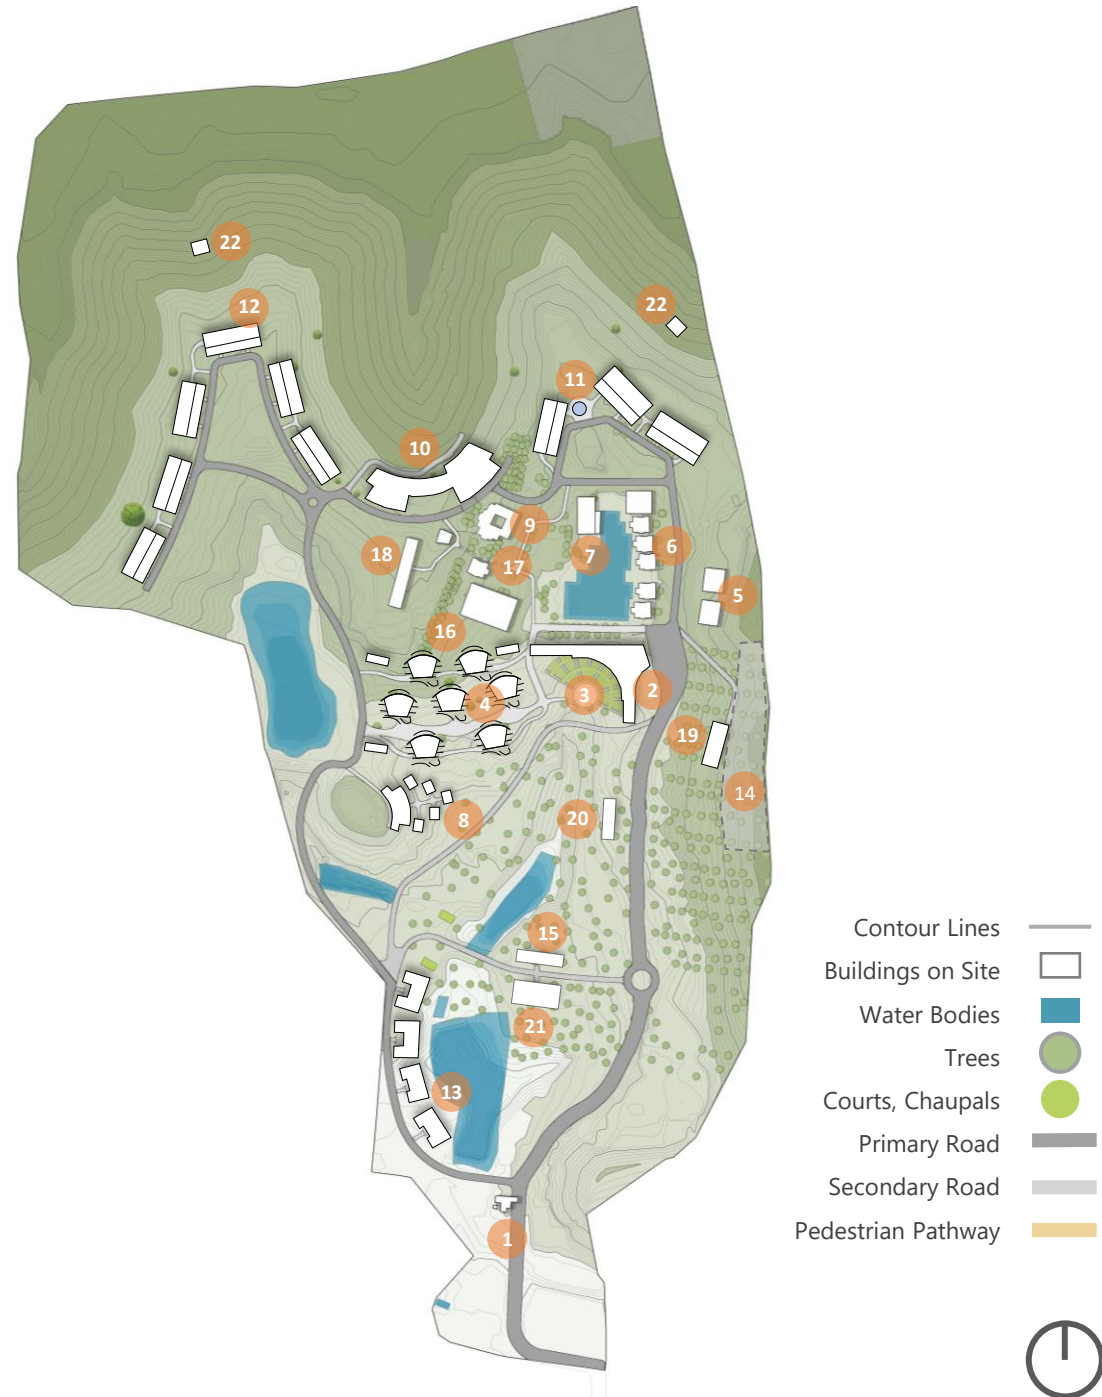 22
12
22
11
10
9
18
7
6
17
5
16
3
2
4
19
14
8
20
15
21
13
1
Contour Lines
Buildings on Site
Water Bodies
Trees
Courts, Chaupals
Primary Road
Secondary Road
Pedestrian Pathway